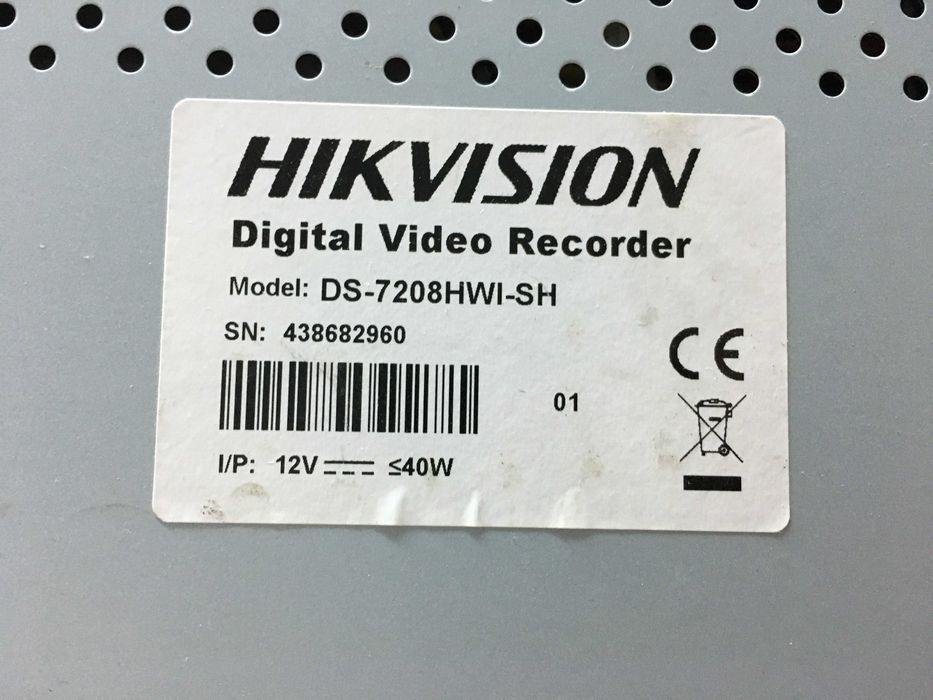 HIKVISION
Digital Video Recorder
Model: DS-7208HWI-SH
SN: 438682960
01
I/P: 12V ⎓ ≤40W
CE